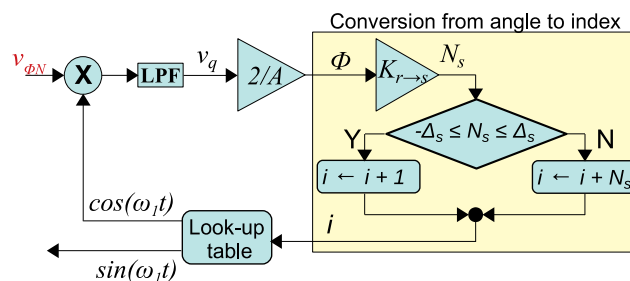 Conversion from angle to index
v_ΦN
X
LPF
v_q
2/A
Φ
K_r→s
N_s
-Δ_s ≤ N_s ≤ Δ_s
Y
N
i ← i + 1
i ← i + N_s
cos(ω_1t)
Look-up
table
i
sin(ω_1t)